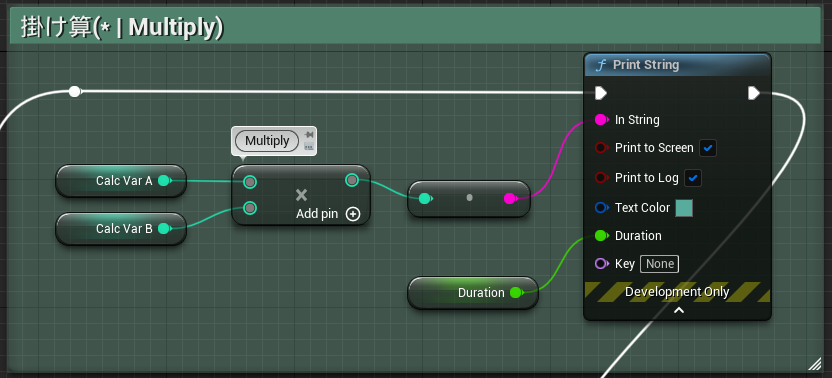 掛け算(* | Multiply)
Print String
In String
Multiply
Print to Screen
Calc Var A
Print to Log
Add pin
Text Color
Calc Var B
Duration
Key None
Duration
Development Only